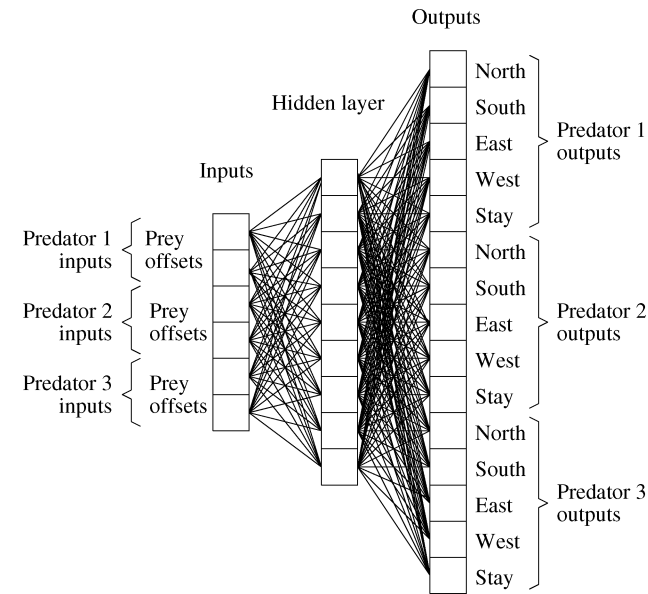 Outputs
Hidden layer
Inputs
Predator 1
inputs
Prey
offsets
Predator 2
inputs
Prey
offsets
Predator 3
inputs
Prey
offsets
North
South
East
West
Stay
Predator 1
outputs
North
South
East
West
Stay
Predator 2
outputs
North
South
East
West
Stay
Predator 3
outputs